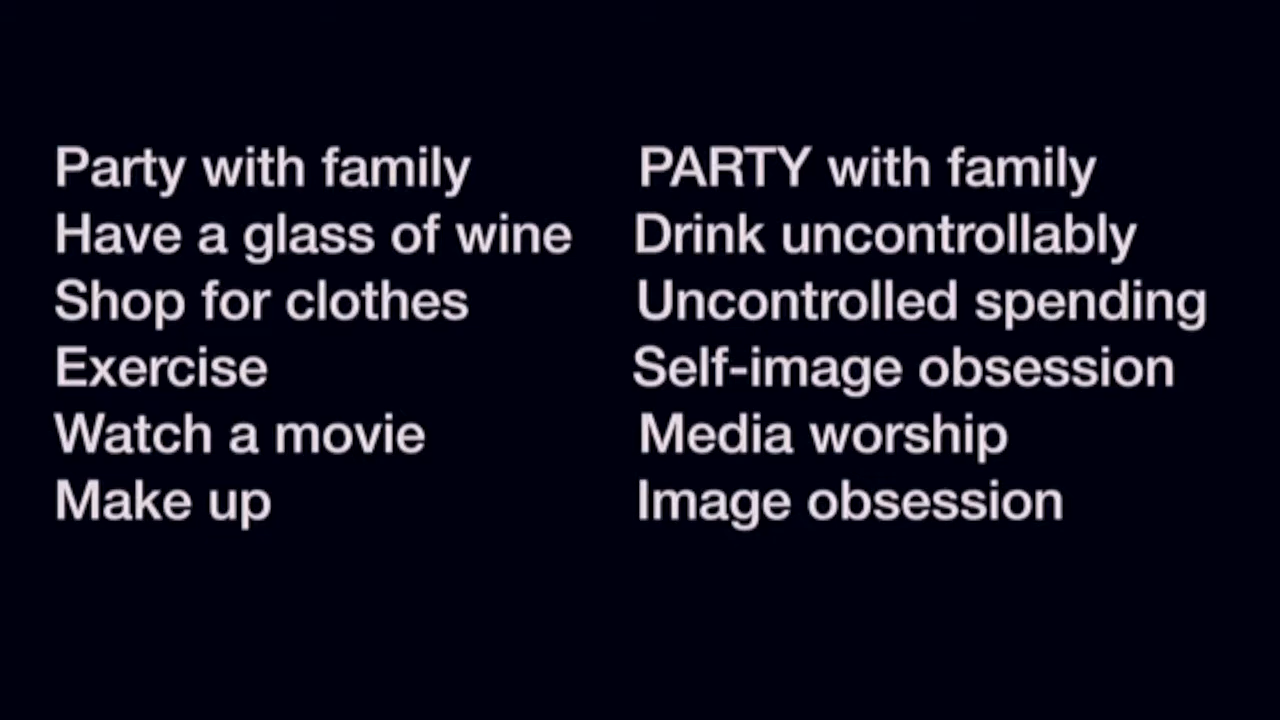 Party with family
Have a glass of wine
Shop for clothes
Exercise
Watch a movie
Make up
PARTY with family
Drink uncontrollably
Uncontrolled spending
Self-image obsession
Media worship
Image obsession